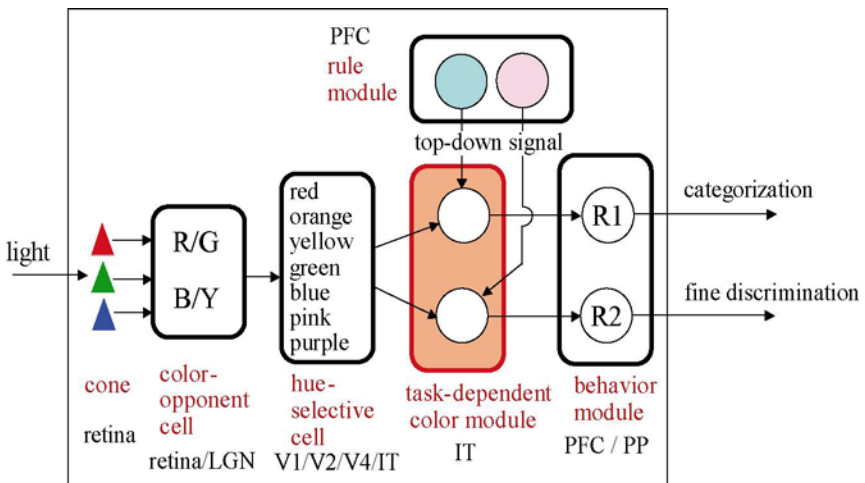 PFC
rule
module
top-down signal
light
R/G
B/Y
red
orange
yellow
green
blue
pink
purple
R1
R2
categorization
fine discrimination
cone
retina
color-
opponent
cell
retina/LGN
hue-
selective
cell
V1/V2/V4/IT
task-dependent
color module
IT
behavior
module
PFC / PP